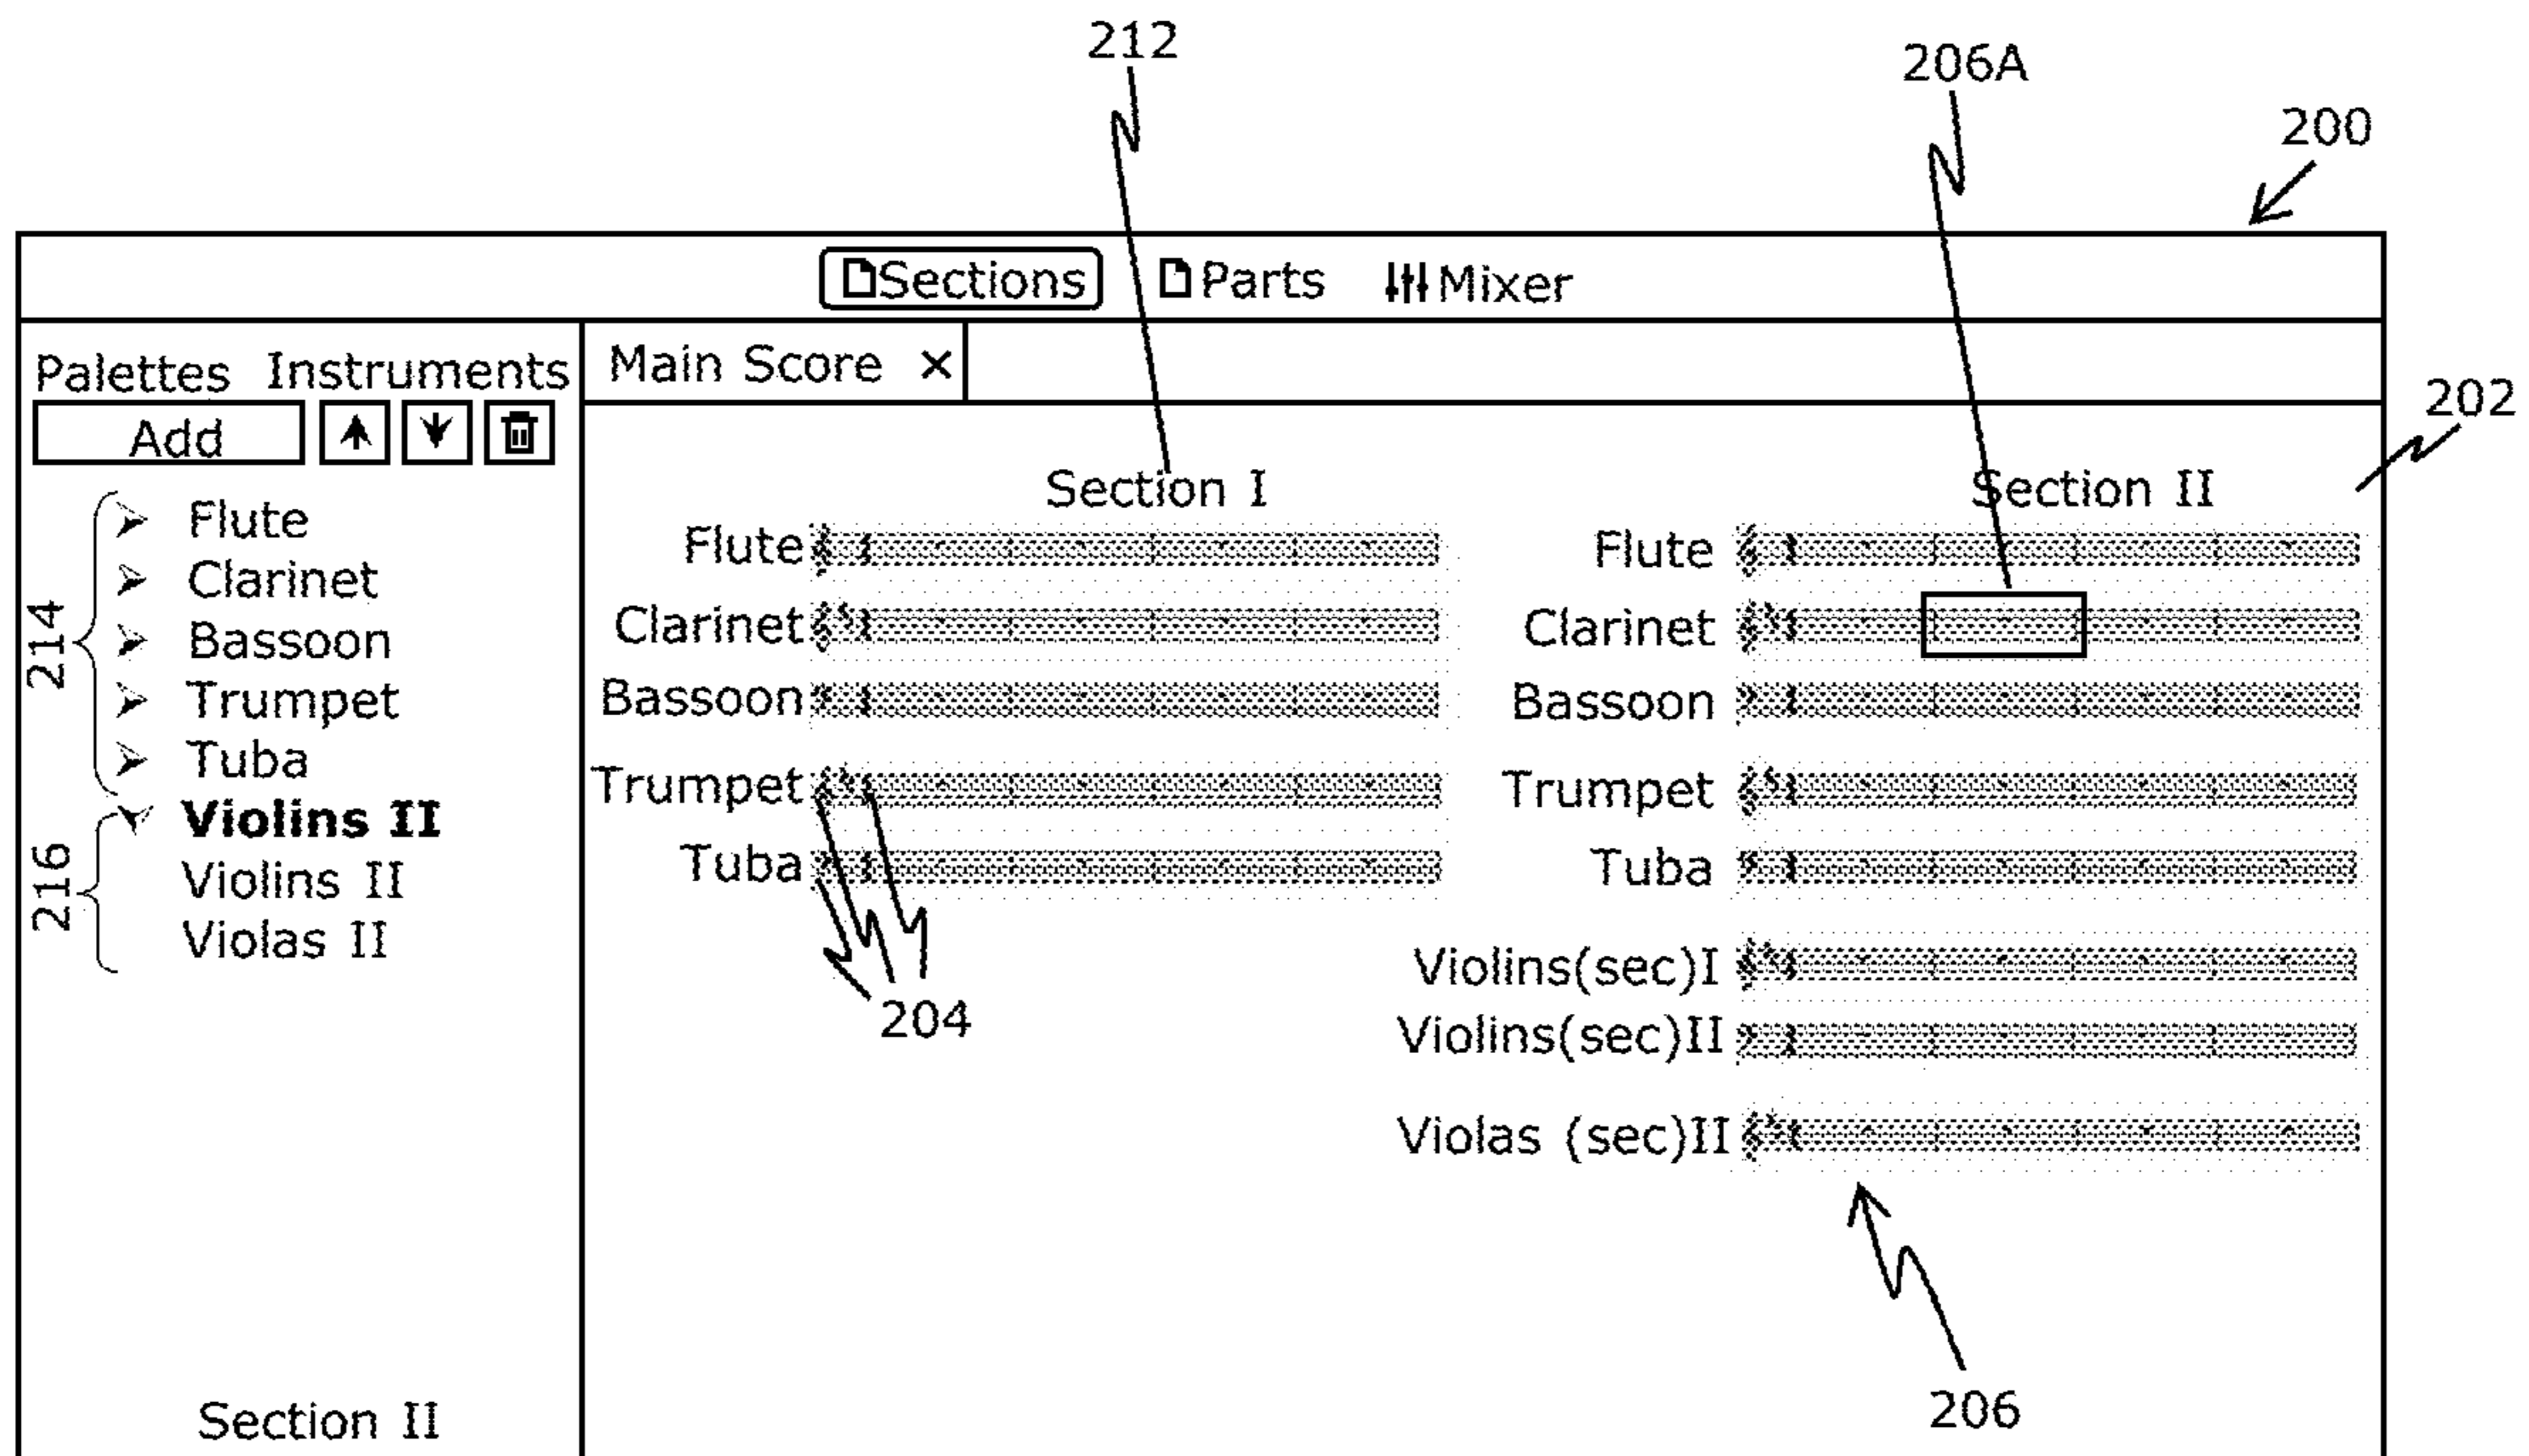 212
206A
200
Sections Parts Mixer
Palettes Instruments
Main Score ×
202
Add
Section I
Section II
Flute
Clarinet
Bassoon
Trumpet
Tuba
214
Violins II
Violins II
Violas II
216
Flute
Clarinet
Bassoon
Trumpet
Tuba
204
Flute
Clarinet
Bassoon
Trumpet
Tuba
Violins(sec)I
Violins(sec)II
Violas (sec)II
206
Section II